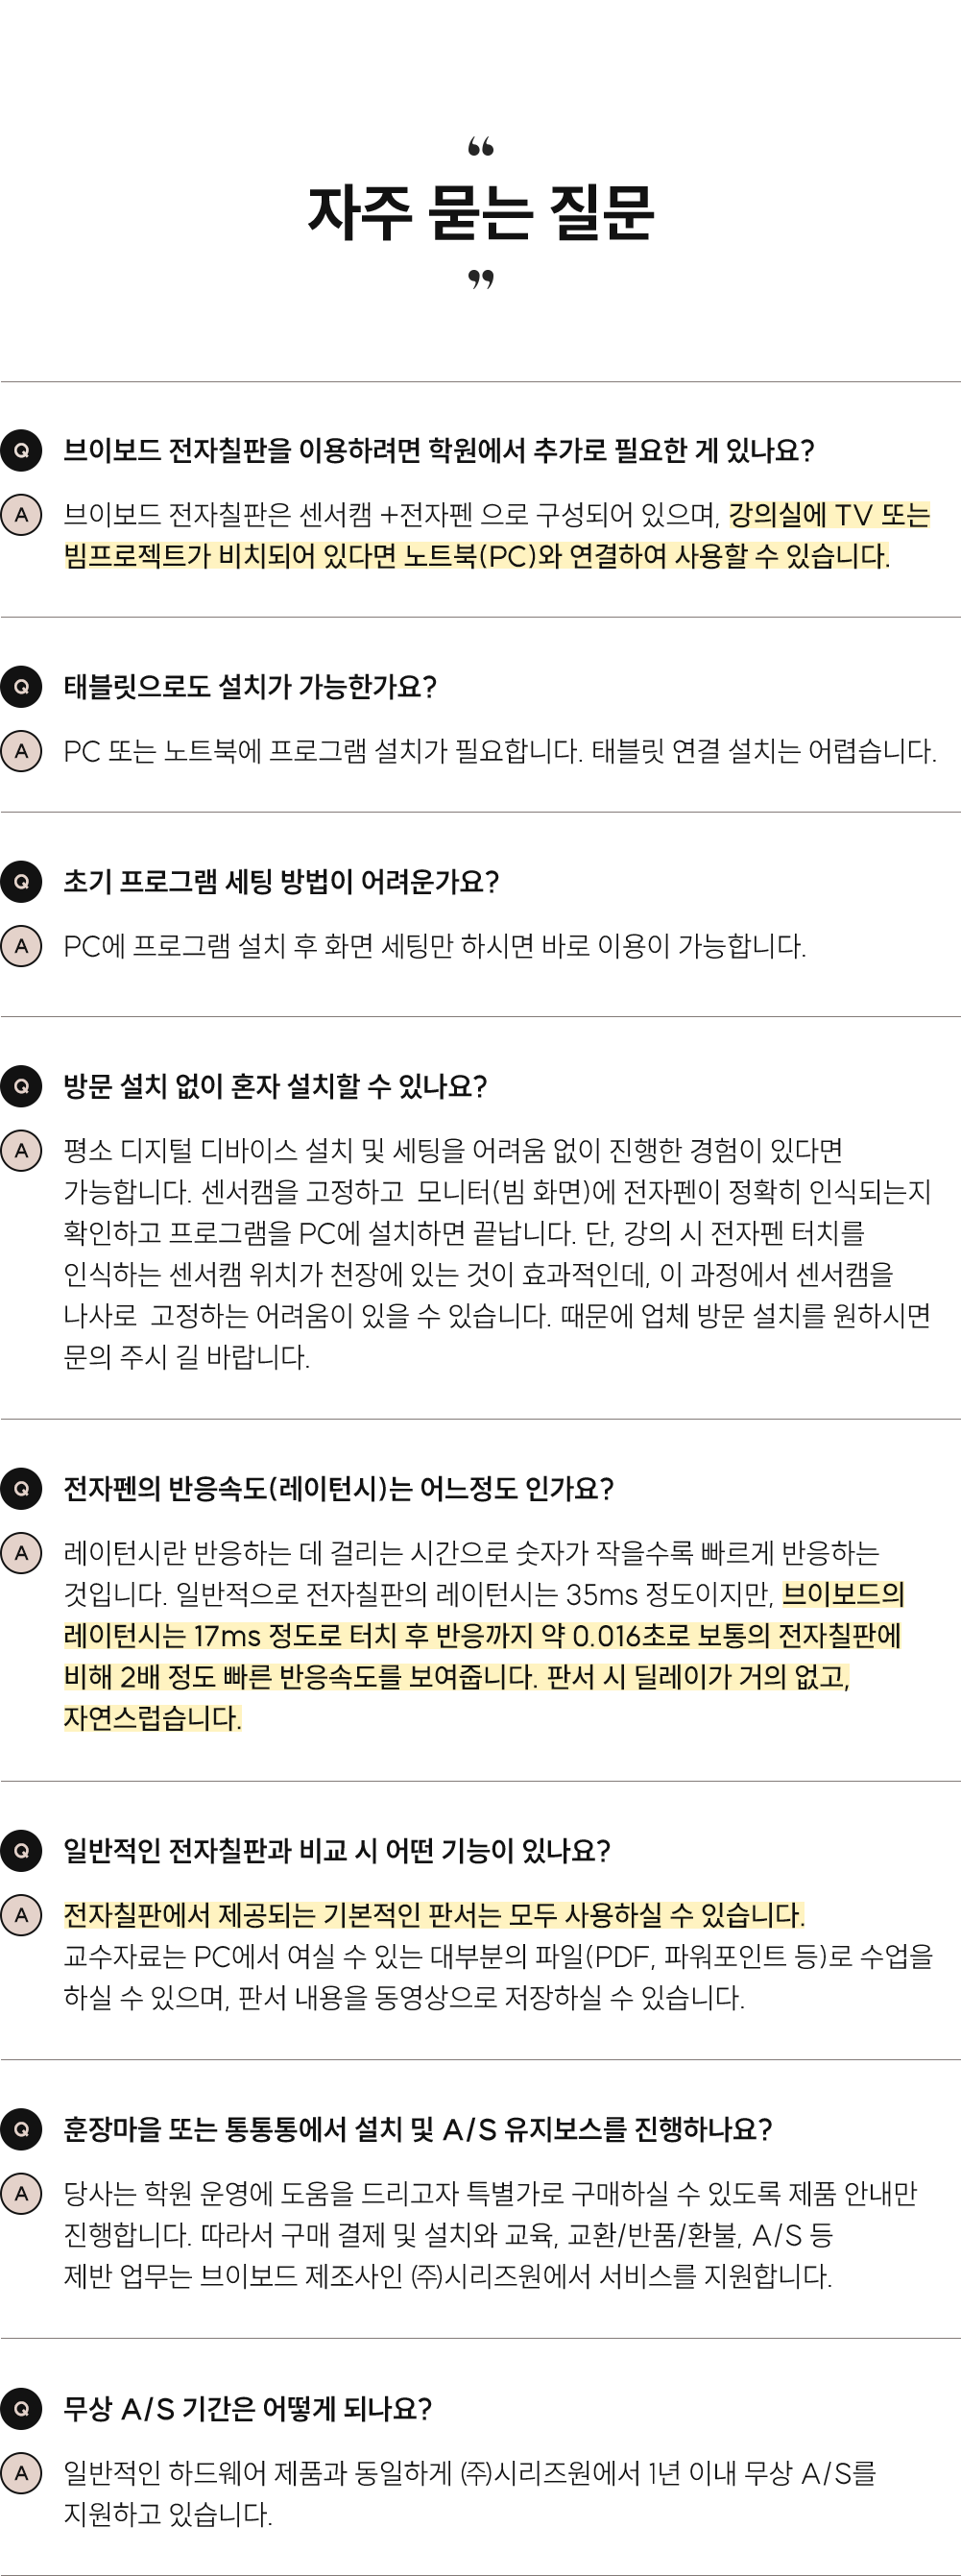 “
자주 묻는 질문
”
Q 브이보드 전자칠판을 이용하려면 학원에서 추가로 필요한 게 있나요?
A 브이보드 전자칠판은 센서캠 +전자펜 으로 구성되어 있으며, 강의실에 TV 또는
빔프로젝트가 비치되어 있다면 노트북(PC)와 연결하여 사용할 수 있습니다.
Q 태블릿으로도 설치가 가능한가요?
A PC 또는 노트북에 프로그램 설치가 필요합니다. 태블릿 연결 설치는 어렵습니다.
Q 초기 프로그램 세팅 방법이 어려운가요?
A PC에 프로그램 설치 후 화면 세팅만 하시면 바로 이용이 가능합니다.
Q 방문 설치 없이 혼자 설치할 수 있나요?
A 평소 디지털 디바이스 설치 및 세팅을 어려움 없이 진행한 경험이 있다면
가능합니다. 센서캠을 고정하고  모니터(빔 화면)에 전자펜이 정확히 인식되는지
확인하고 프로그램을 PC에 설치하면 끝납니다. 단, 강의 시 전자펜 터치를
인식하는 센서캠 위치가 천장에 있는 것이 효과적인데, 이 과정에서 센서캠을
나사로  고정하는 어려움이 있을 수 있습니다. 때문에 업체 방문 설치를 원하시면
문의 주시 길 바랍니다.
Q 전자펜의 반응속도(레이턴시)는 어느정도 인가요?
A 레이턴시란 반응하는 데 걸리는 시간으로 숫자가 작을수록 빠르게 반응하는
것입니다. 일반적으로 전자칠판의 레이턴시는 35ms 정도이지만, 브이보드의
레이턴시는 17ms 정도로 터치 후 반응까지 약 0.016초로 보통의 전자칠판에
비해 2배 정도 빠른 반응속도를 보여줍니다. 판서 시 딜레이가 거의 없고,
자연스럽습니다.
Q 일반적인 전자칠판과 비교 시 어떤 기능이 있나요?
A 전자칠판에서 제공되는 기본적인 판서는 모두 사용하실 수 있습니다.
교수자료는 PC에서 여실 수 있는 대부분의 파일(PDF, 파워포인트 등)로 수업을
하실 수 있으며, 판서 내용을 동영상으로 저장하실 수 있습니다.
Q 훈장마을 또는 통통통에서 설치 및 A/S 유지보스를 진행하나요?
A 당사는 학원 운영에 도움을 드리고자 특별가로 구매하실 수 있도록 제품 안내만
진행합니다. 따라서 구매 결제 및 설치와 교육, 교환/반품/환불, A/S 등
제반 업무는 브이보드 제조사인 ㈜시리즈원에서 서비스를 지원합니다.
Q 무상 A/S 기간은 어떻게 되나요?
A 일반적인 하드웨어 제품과 동일하게 ㈜시리즈원에서 1년 이내 무상 A/S를
지원하고 있습니다.